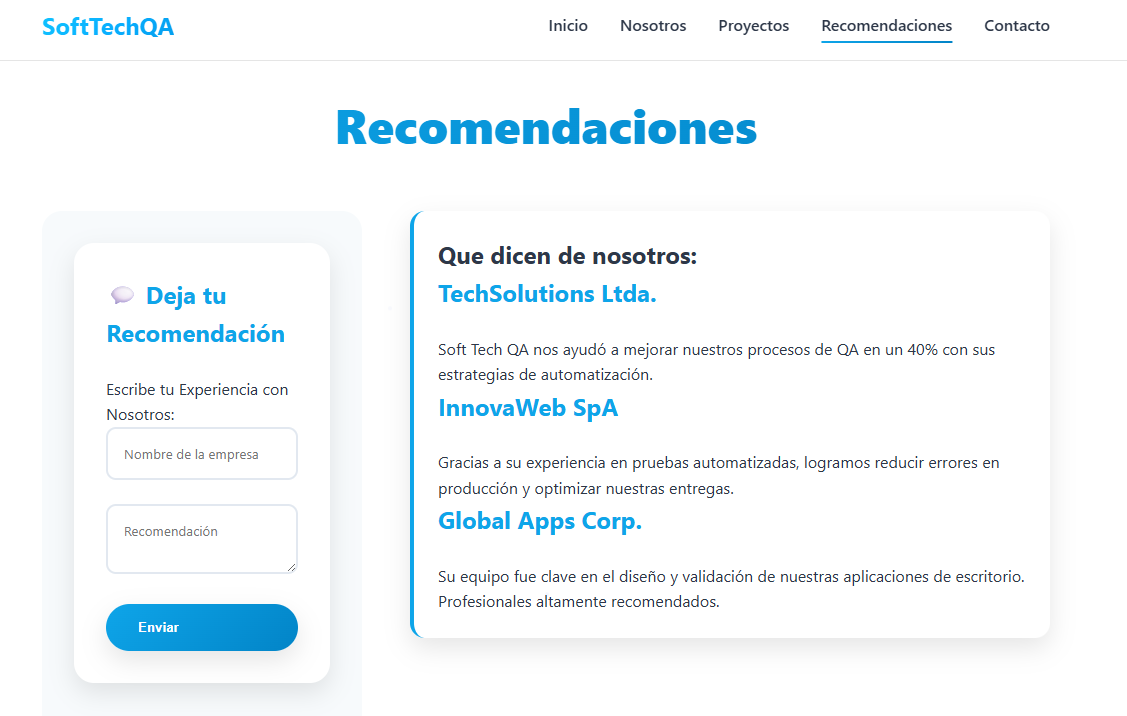 SoftTechQA
Inicio Nosotros Proyectos Recomendaciones Contacto
Recomendaciones
Deja tu
Recomendación
Escribe tu Experiencia con
Nosotros:
Nombre de la empresa
Recomendación
Enviar
Que dicen de nosotros:
TechSolutions Ltda.
Soft Tech QA nos ayudó a mejorar nuestros procesos de QA en un 40% con sus
estrategias de automatización.
InnovaWeb SpA
Gracias a su experiencia en pruebas automatizadas, logramos reducir errores en
producción y optimizar nuestras entregas.
Global Apps Corp.
Su equipo fue clave en el diseño y validación de nuestras aplicaciones de escritorio.
Profesionales altamente recomendados.